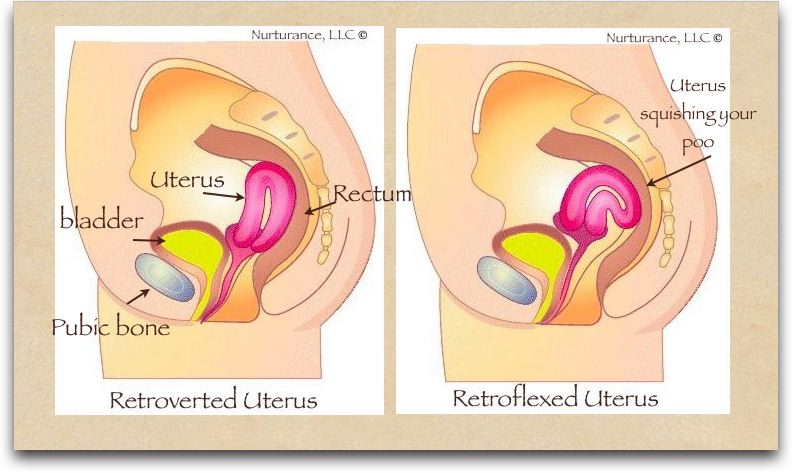 Nurturance, LLC ©
Uterus
Rectum
bladder
Pubic bone
Retroverted Uterus
Nurturance, LLC ©
Uterus
squishing your
poo
Retroflexed Uterus